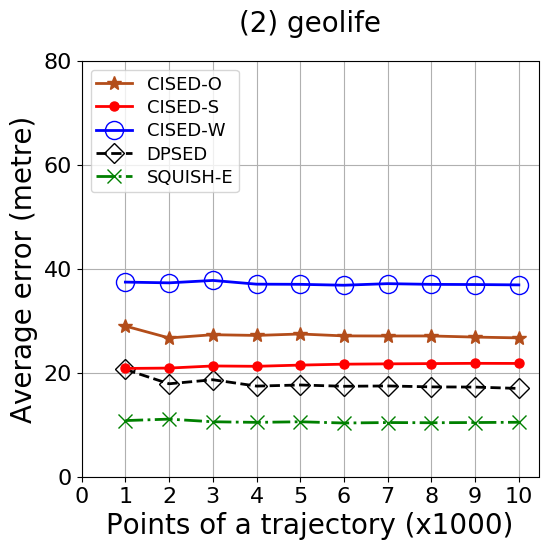 (2) geolife
Average error (metre)
80
60
40
20
0
CISED-O
CISED-S
CISED-W
DPSED
SQUISH-E
0 1 2 3 4 5 6 7 8 9 10
Points of a trajectory (x1000)